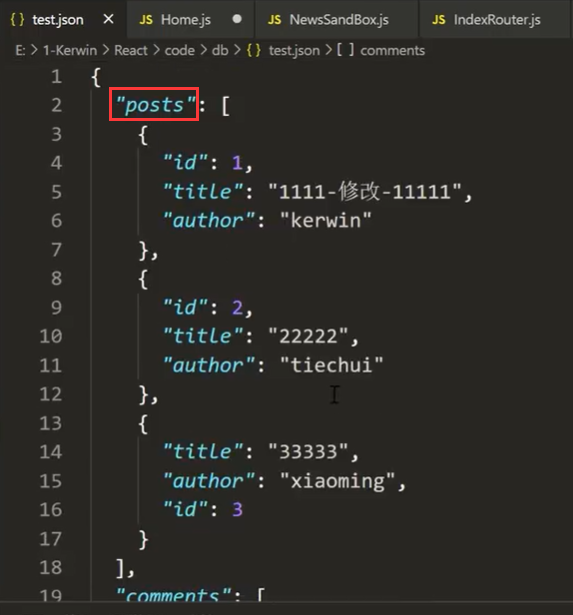 { } test.json × JS Home.js ● JS NewsSandBox.js JS IndexRouter.js
E: > 1-Kerwin > React > code > db > { } test.json > [ ] comments
1 {
2 "posts": [
3 {
4 "id": 1,
5 "title": "1111-修改-11111",
6 "author": "kerwin"
7 },
8 {
9 "id": 2,
10 "title": "22222",
11 "author": "tiechui"
12 },
13 {
14 "title": "33333",
15 "author": "xiaoming",
16 "id": 3
17 }
18 ],
19 "comments": [